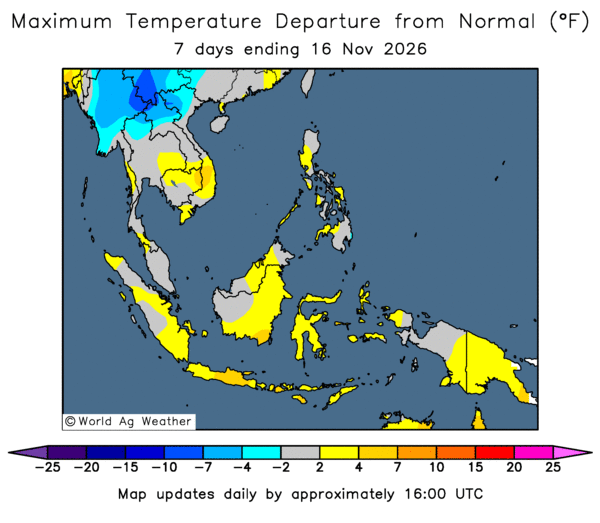 Maximum Temperature Departure from Normal (°F)
7 days ending 16 Nov 2026
©World Ag Weather
−25 −20 −15 −10 −7 −4 −2 2 4 7 10 15 20 25
Map updates daily by approximately 16:00 UTC